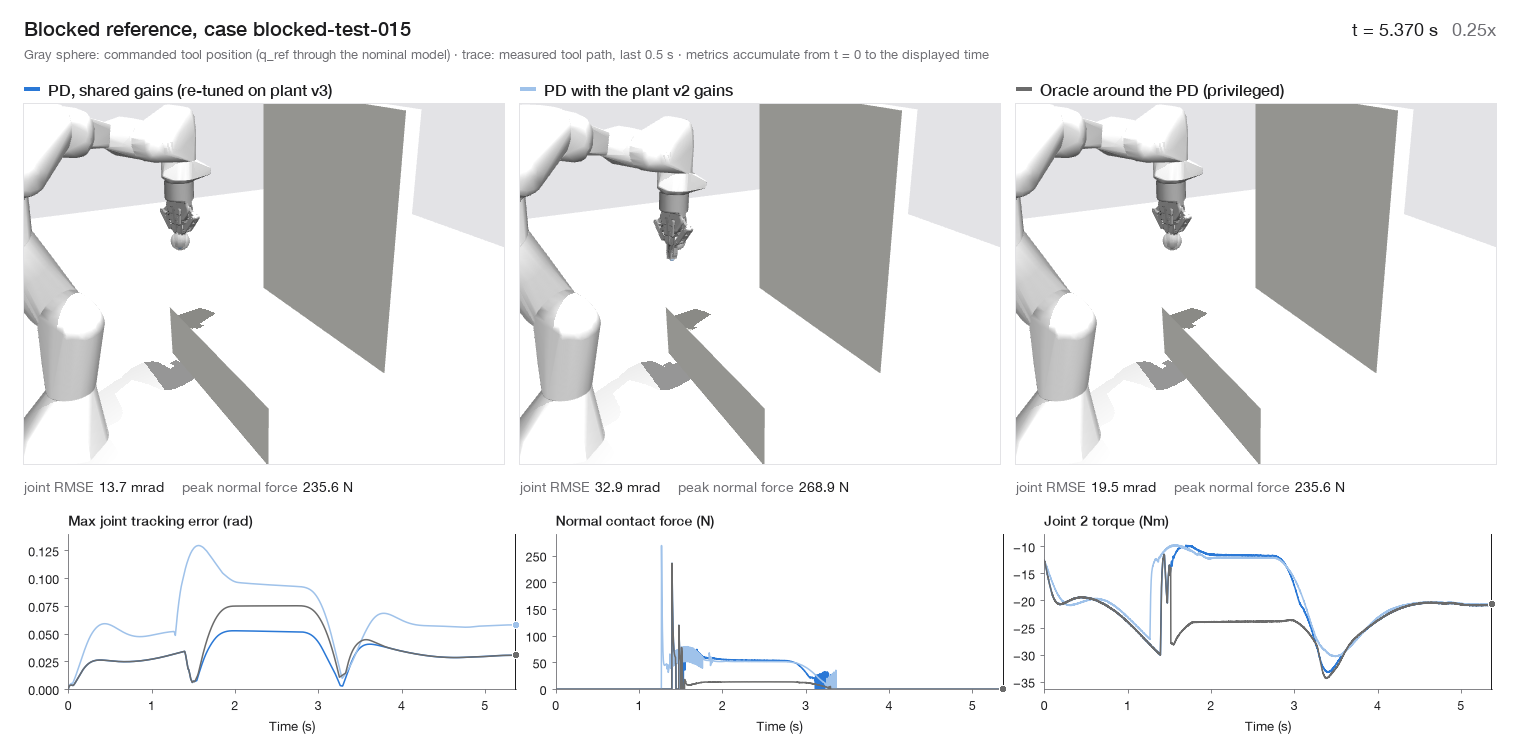 Blocked reference, case blocked-test-015
t = 5.370 s 0.25x
Gray sphere: commanded tool position (q_ref through the nominal model) · trace: measured tool path, last 0.5 s · metrics accumulate from t = 0 to the displayed time
PD, shared gains (re-tuned on plant v3)
PD with the plant v2 gains
Oracle around the PD (privileged)
joint RMSE 13.7 mrad peak normal force 235.6 N
joint RMSE 32.9 mrad peak normal force 268.9 N
joint RMSE 19.5 mrad peak normal force 235.6 N
Max joint tracking error (rad)
0.125
0.100
0.075
0.050
0.025
0.000
0 1 2 3 4 5
Time (s)
Normal contact force (N)
250
200
150
100
50
0
0 1 2 3 4 5
Time (s)
Joint 2 torque (Nm)
−10
−15
−20
−25
−30
−35
0 1 2 3 4 5
Time (s)